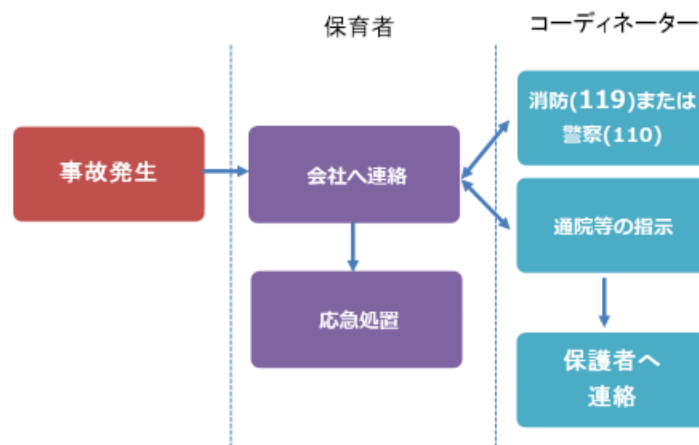 保育者
コーディネーター
事故発生
会社へ連絡
応急処置
消防(119)または
警察(110)
通院等の指示
保護者へ
連絡